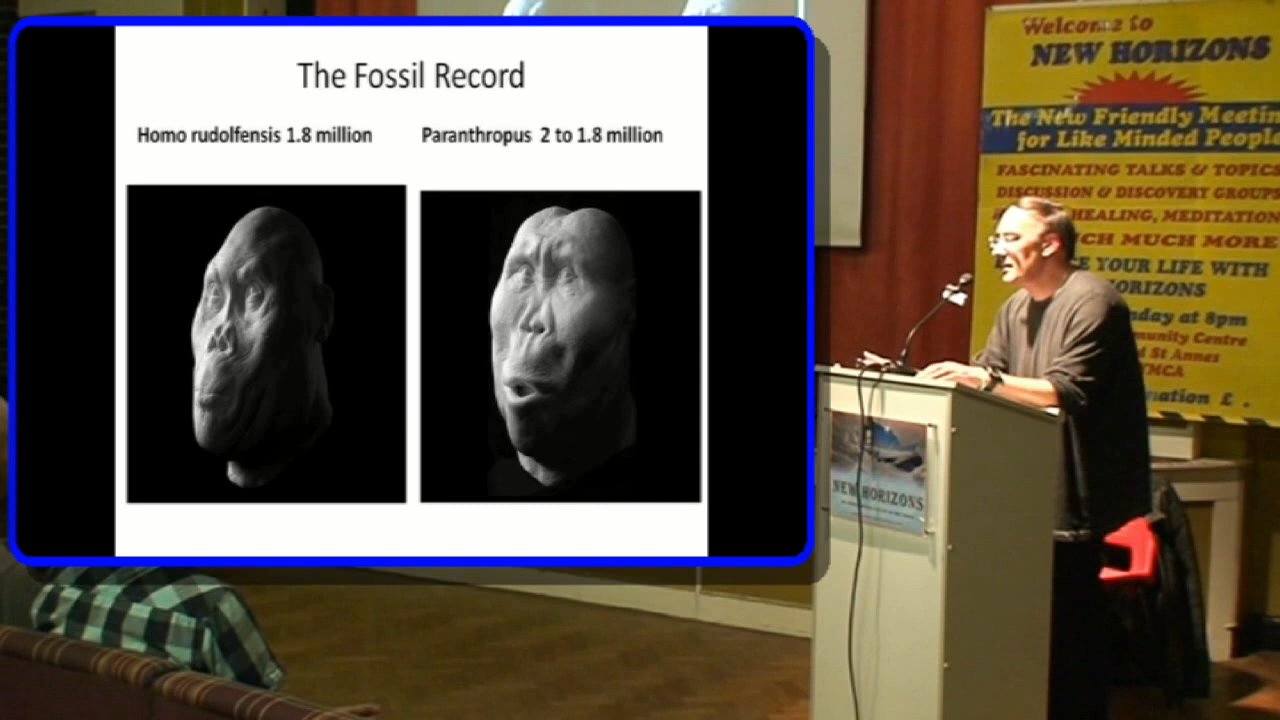 The Fossil Record
Homo rudolfensis 1.8 million
Paranthropus 2 to 1.8 million
Welcome to
NEW HORIZONS
The New Friendly Meetin
for Like Minded People
FASCINATING TALKS & TOPICS
DISCUSSION & DISCOVERY GROUPS
HEALING, MEDITATION
MUCH MORE
YOUR LIFE WITH
at 8pm
Centre
St Annes
YMCA
£ .
NEW HORIZONS